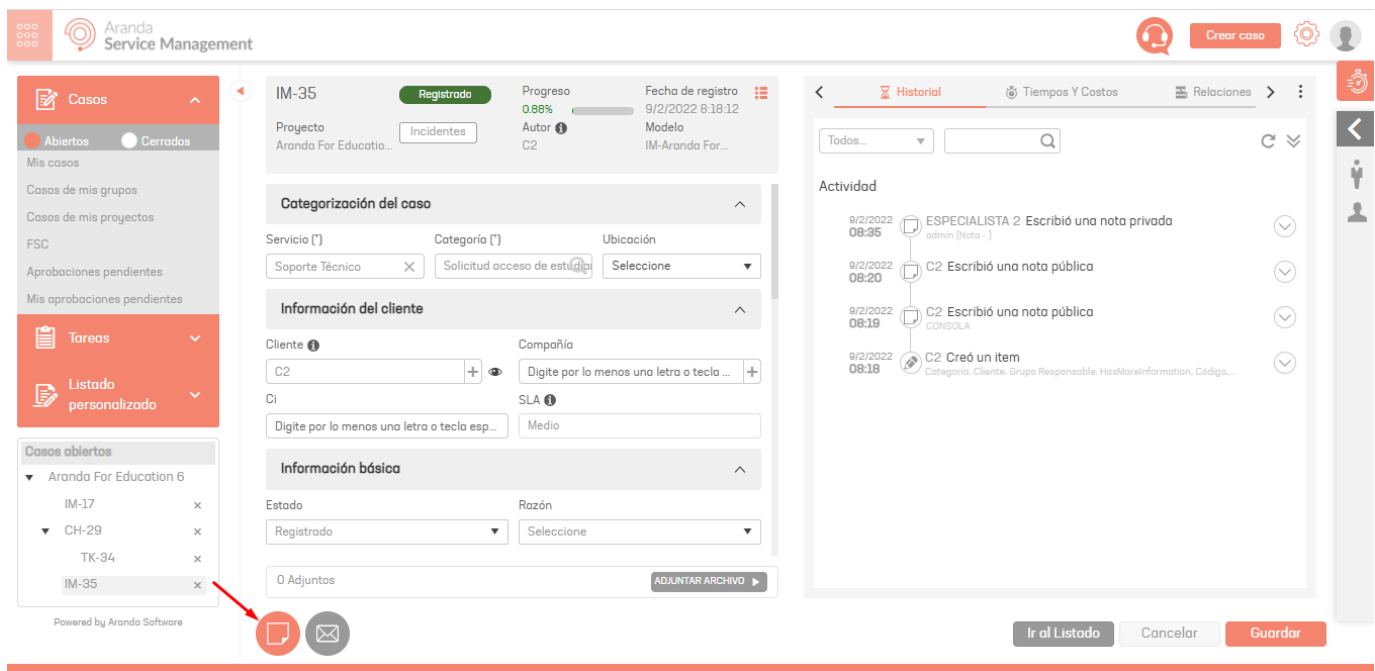 Aranda
Service Management
Crear caso
Casos
Abiertos
Cerrados
Mis casos
Casos de mis grupos
Casos de mis proyectos
FSC
Aprobaciones pendientes
Mis aprobaciones pendientes
Tareas
Listado
personalizado
Casos abiertos
Aranda For Education 6
IM-17
CH-29
TK-34
IM-35
Powered by Aranda Software
IM-35
Registrado
Progreso
0.88%
Fecha de registro
9/2/2022 8:18:12
Proyecto
Aranda For Educatio...
Incidentes
Autor
C2
Modelo
IM-Aranda For...
Categorización del caso
Servicio (*)
Categoría (*)
Ubicación
Soporte Técnico
Solicitud acceso de estudian
Seleccione
Información del cliente
Cliente
Compañía
C2
Digite por lo menos una letra o tecla ...
Ci
SLA
Digite por lo menos una letra o tecla esp...
Medio
Información básica
Estado
Razón
Registrado
Seleccione
0 Adjuntos
ADJUNTAR ARCHIVO
Historial
Tiempos Y Costos
Relaciones
Todos...
Actividad
9/2/2022
08:35
ESPECIALISTA 2 Escribió una nota privada
admin (Nota - )
9/2/2022
08:20
C2 Escribió una nota pública
9/2/2022
08:19
C2 Escribió una nota pública
CONSOLA
9/2/2022
08:18
C2 Creó un item
Categoría, Cliente, Grupo Responsable, HasMoreInformation, Código,...
Ir al Listado
Cancelar
Guardar